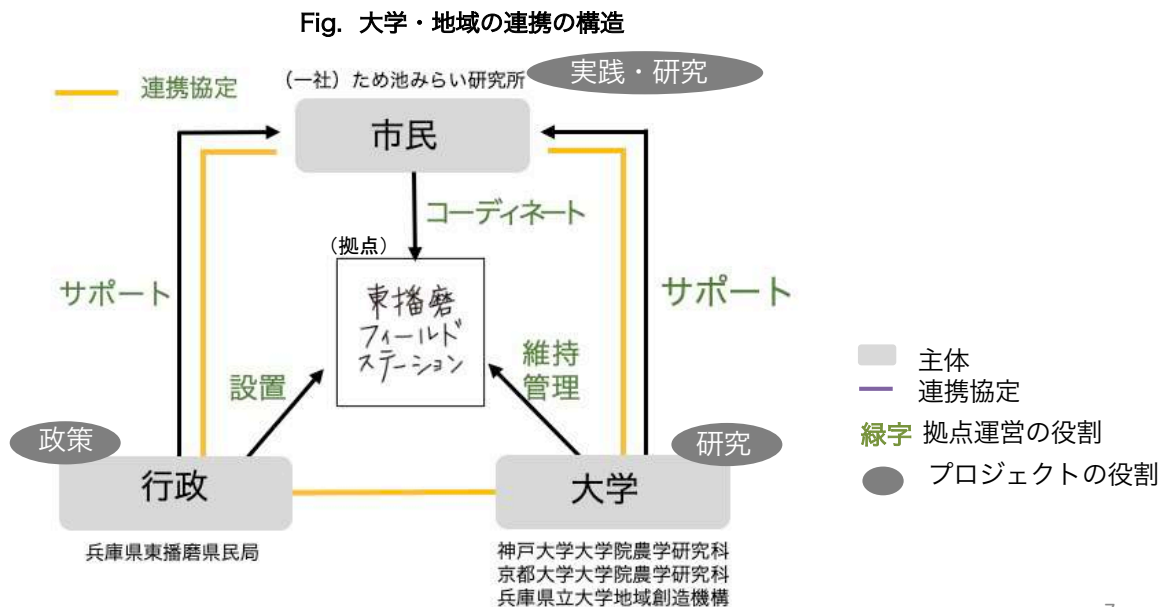 Fig. 大学・地域の連携の構造
連携協定
(一社)ため池みらい研究所
実践・研究
市民
コーディネート
(拠点)
サポート
東播磨
フィールド
ステーション
サポート
設置
維持
管理
政策
行政
兵庫県東播磨県民局
研究
大学
神戸大学大学院農学研究科
京都大学大学院農学研究科
兵庫県立大学地域創造機構
主体
連携協定
緑字 拠点運営の役割
プロジェクトの役割
7